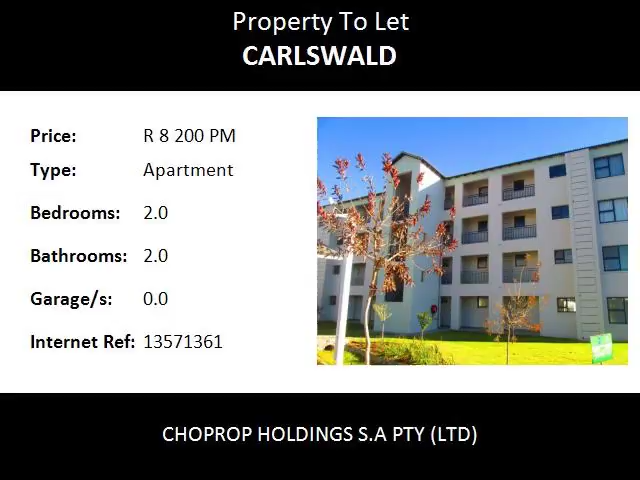 Property To Let
CARLSWALD
Price: R 8 200 PM
Type: Apartment
Bedrooms: 2.0
Bathrooms: 2.0
Garage/s: 0.0
Internet Ref: 13571361
CHOPROP HOLDINGS S.A PTY (LTD)